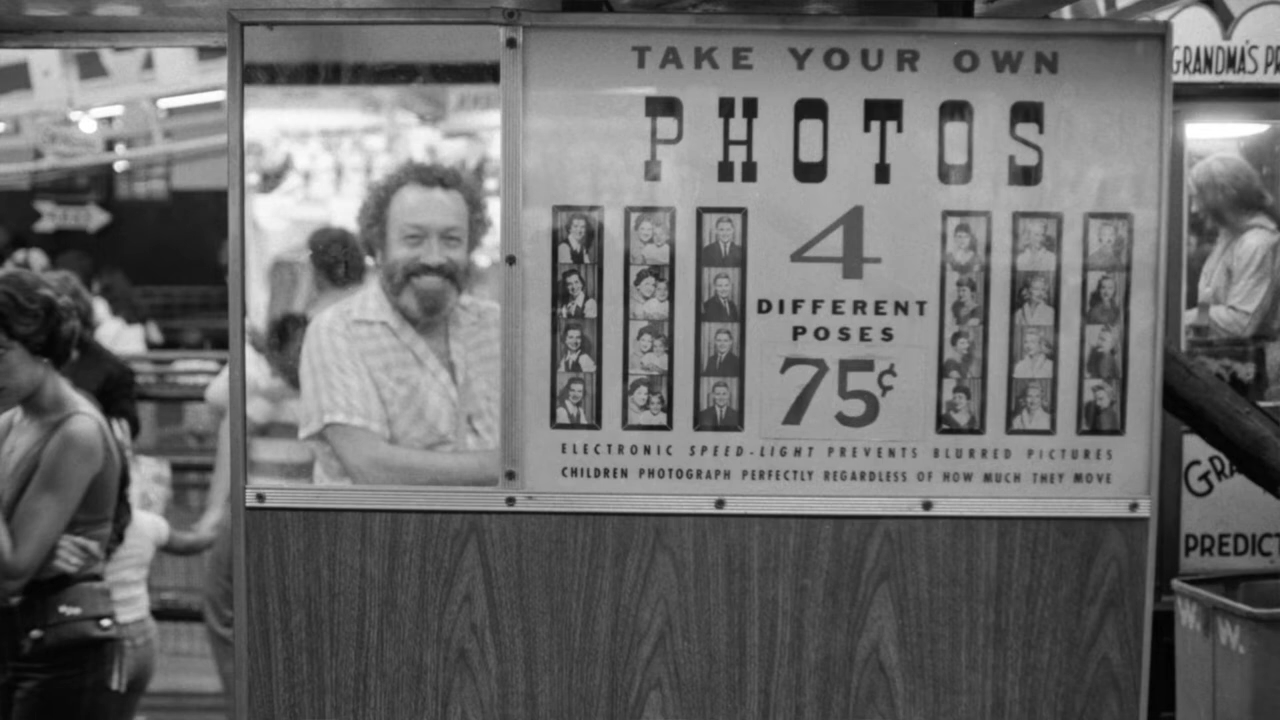 TAKE YOUR OWN
PHOTOS
4
DIFFERENT
POSES
75¢
ELECTRONIC SPEED-LIGHT PREVENTS BLURRED PICTURES
CHILDREN PHOTOGRAPH PERFECTLY REGARDLESS OF HOW MUCH THEY MOVE
GRANDMA'S PR
GRA
PREDICT
W. W.